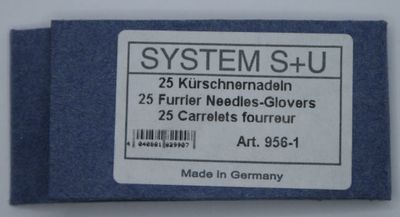 SYSTEM S+U
25 Kürschnernadeln
25 Furrier Needles-Glovers
25 Carrelets fourreur
Art. 956-1
Made in Germany